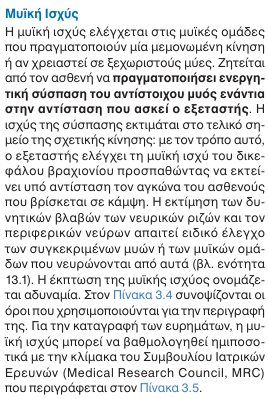 Μυϊκή Ισχύς
Η μυϊκή ισχύς ελέγχεται στις μυϊκές ομάδες
που πραγματοποιούν μία μεμονωμένη κίνηση
ή αν χρειαστεί σε ξεχωριστούς μύες. Ζητείται
από τον ασθενή να πραγματοποιήσει ενεργη-
τική σύσπαση του αντίστοιχου μυός ενάντια
στην αντίσταση που ασκεί ο εξεταστής. Η
ισχύς της σύσπασης εκτιμάται στο τελικό ση-
μείο της σχετικής κίνησης: με τον τρόπο αυτό,
ο εξεταστής ελέγχει τη μυϊκή ισχύ του δικε-
φάλου βραχιονίου προσπαθώντας να εκτεί-
νει υπό αντίσταση τον αγκώνα του ασθενούς
που βρίσκεται σε κάμψη. Η εκτίμηση των δυ-
νητικών βλαβών των νευρικών ριζών και του
περιφερικών νεύρων απαιτεί ειδικό έλεγχο
των συγκεκριμένων μυών ή των μυϊκών ομά-
δων που νευρώνονται από αυτά (βλ. ενότητα
13.1). Η έκπτωση της μυϊκής ισχύος ονομάζε-
ται αδυναμία. Στον Πίνακα 3.4 συνοψίζονται οι
όροι που χρησιμοποιούνται για την περιγραφή
της. Για την καταγραφή των ευρημάτων, η μυ-
ϊκή ισχύ μπορεί να βαθμολογηθεί ημιποσο-
τικά με την κλίμακα του Συμβουλίου Ιατρικών
Ερευνών (Medical Research Council, MRC)
που περιγράφεται στον Πίνακα 3.5.